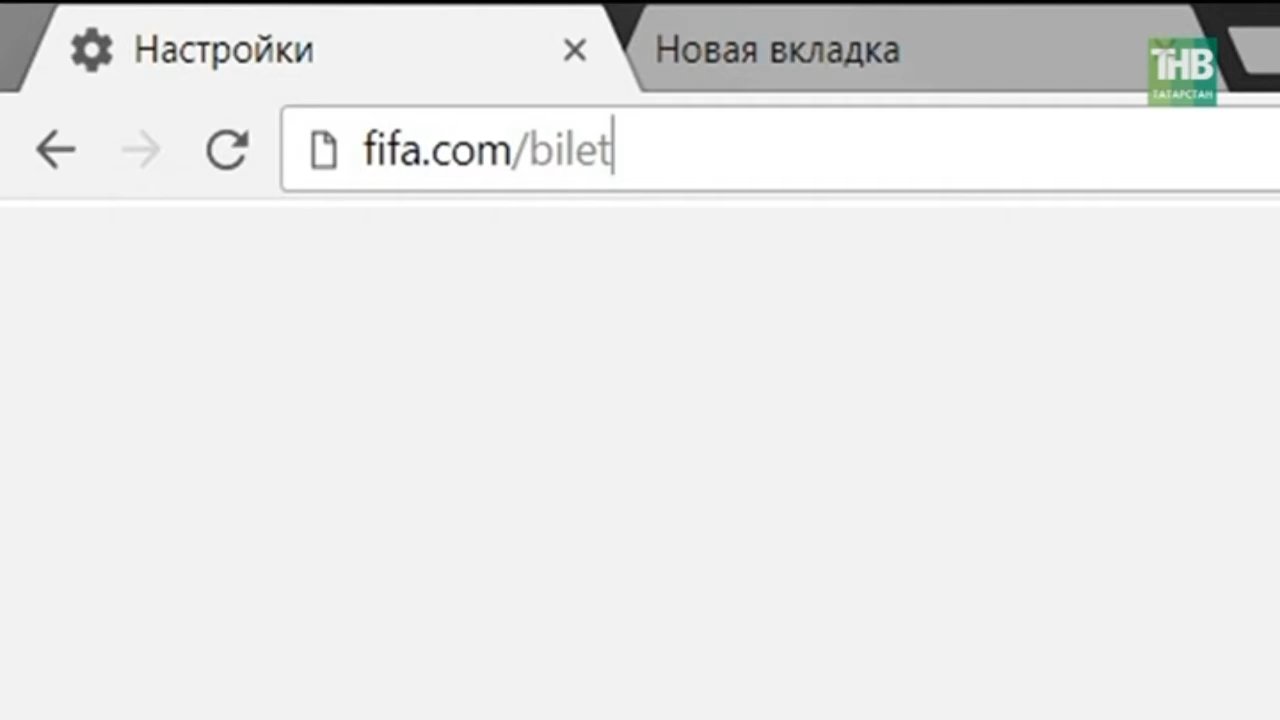 Настройки
Новая вкладка
ТНВ
ТАТАРСТАН
fifa.com/bilet